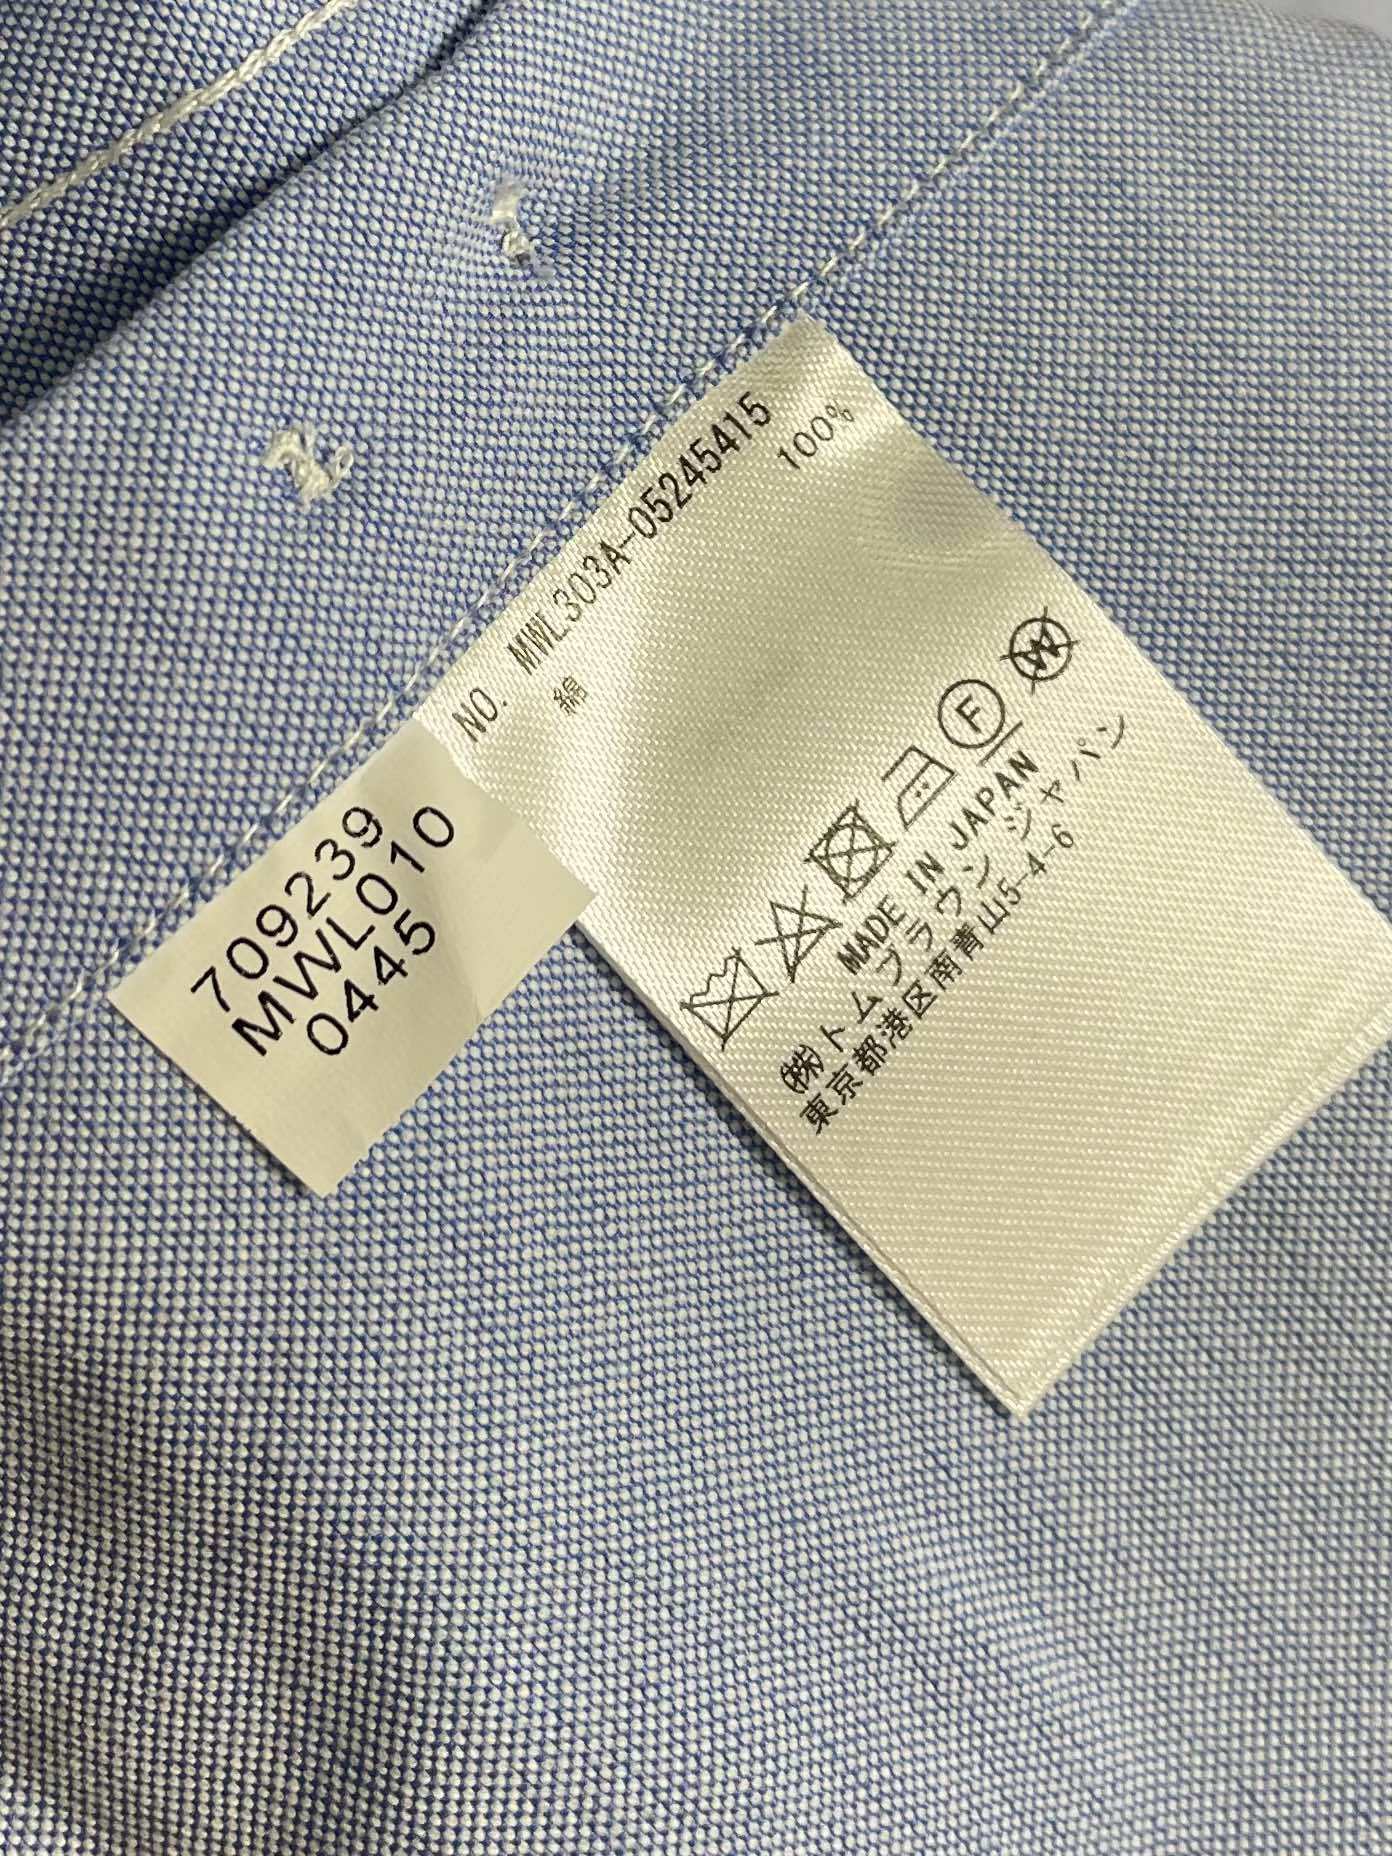 NO. MWL303A-05245415
綿 100%
F
W
MADE IN JAPAN
㈱トムブラウンジャパン
東京都港区南青山5-4-6
709239
MWL010
0445